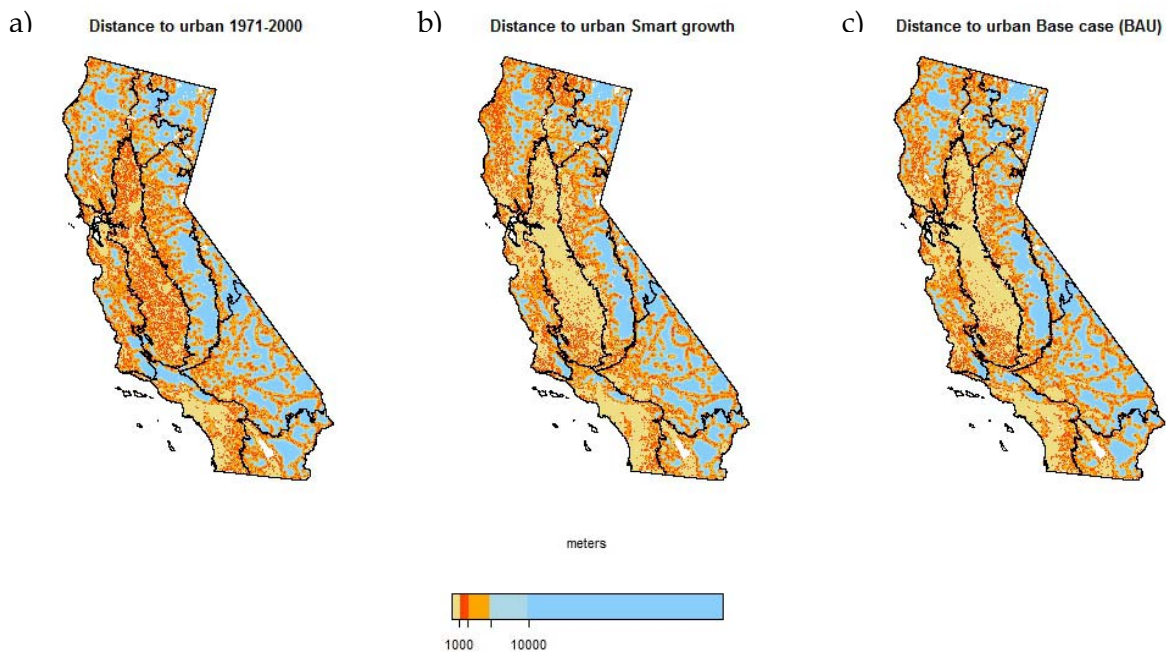 a) Distance to urban 1971-2000
b) Distance to urban Smart growth
c) Distance to urban Base case (BAU)
meters
1000 10000